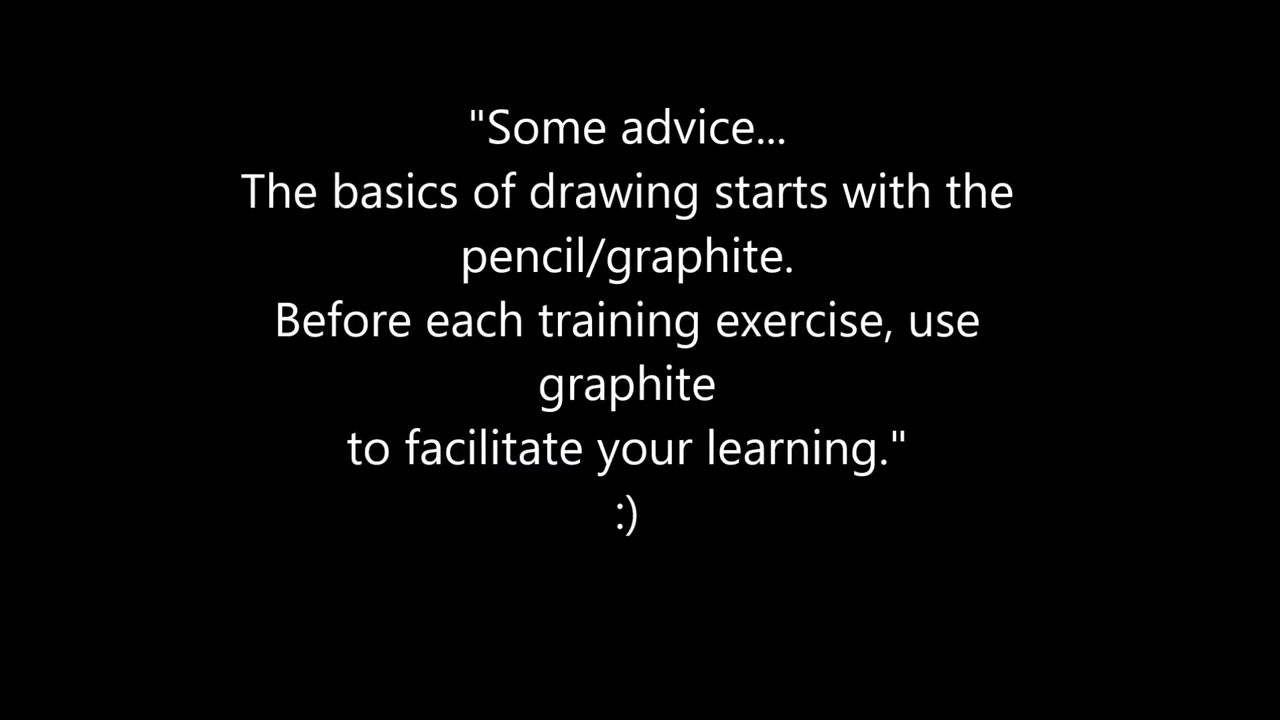 "Some advice...
The basics of drawing starts with the
pencil/graphite.
Before each training exercise, use
graphite
to facilitate your learning."
:)